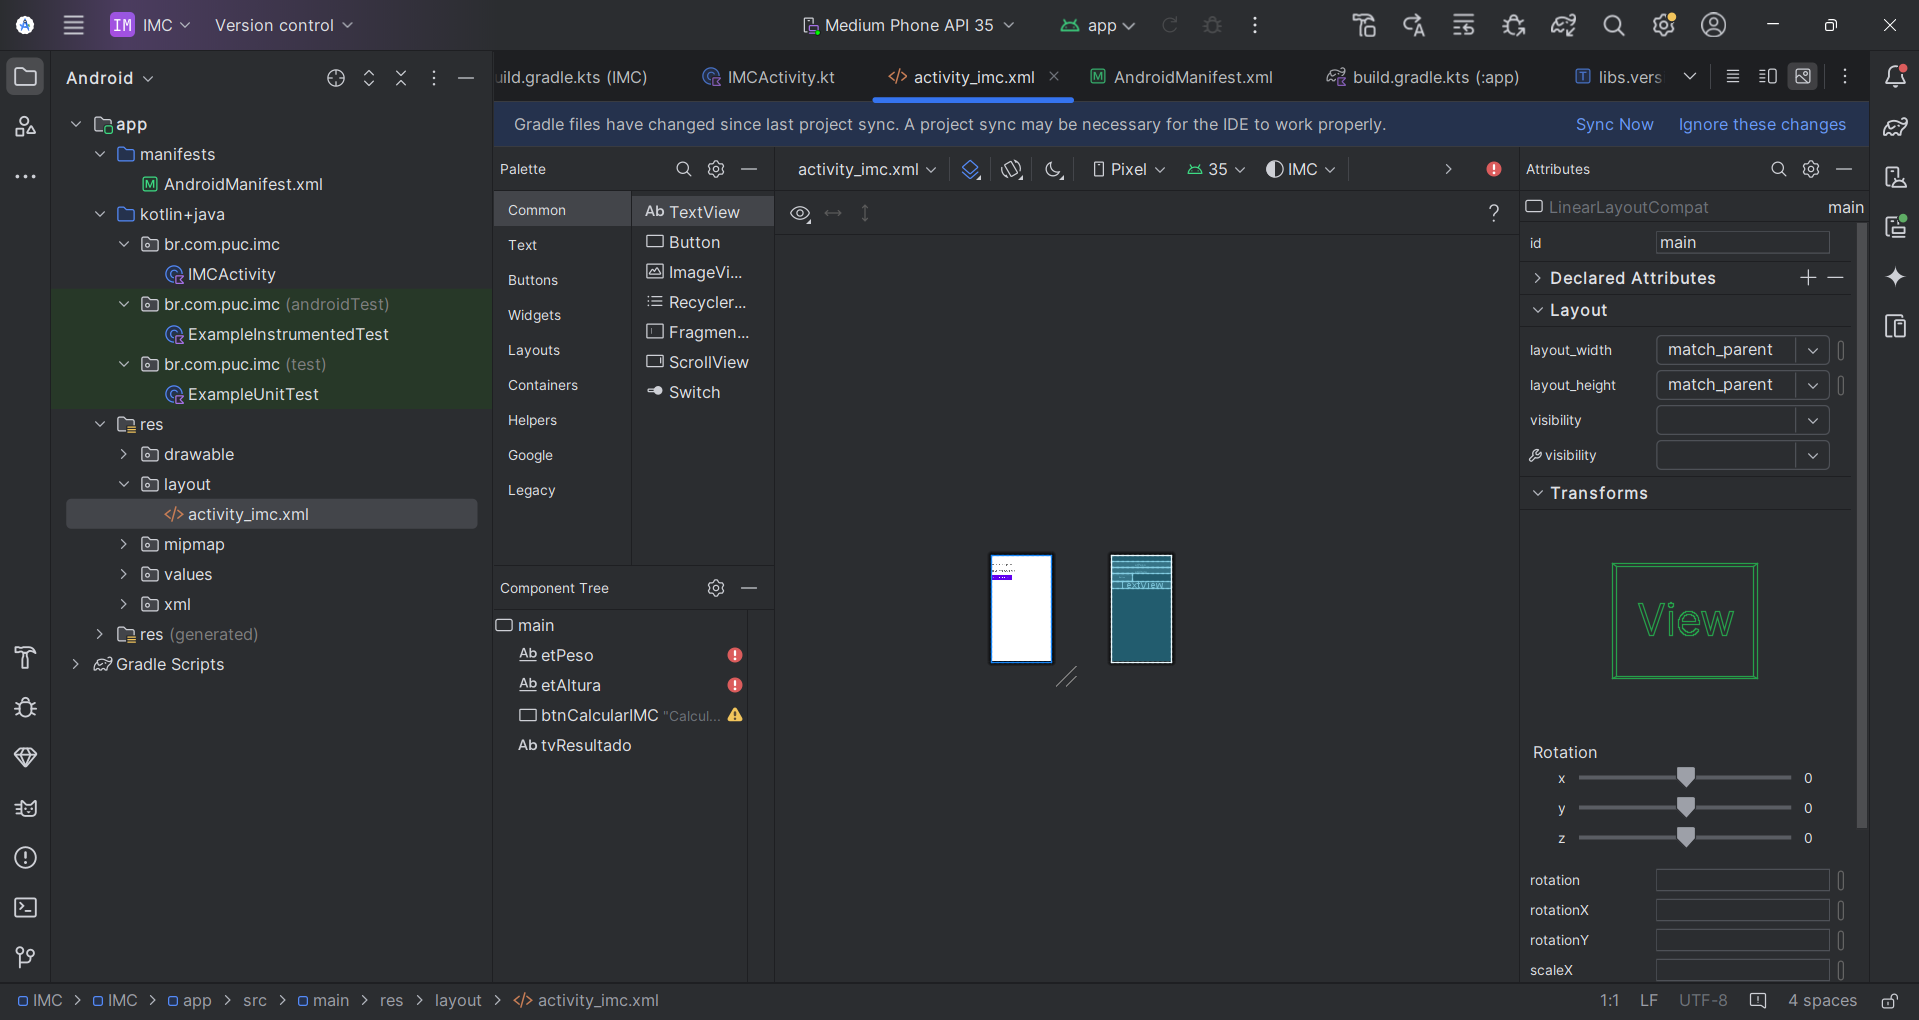 IM IMC Version control Medium Phone API 35 app
Android
uild.gradle.kts (IMC) IMCActivity.kt activity_imc.xml AndroidManifest.xml build.gradle.kts (:app) libs.vers
Gradle files have changed since last project sync. A project sync may be necessary for the IDE to work properly. Sync Now Ignore these changes
app
manifests
AndroidManifest.xml
kotlin+java
br.com.puc.imc
IMCActivity
br.com.puc.imc (androidTest)
ExampleInstrumentedTest
br.com.puc.imc (test)
ExampleUnitTest
res
drawable
layout
activity_imc.xml
mipmap
values
xml
res (generated)
Gradle Scripts
Palette
Common
Text
Buttons
Widgets
Layouts
Containers
Helpers
Google
Legacy
Ab TextView
Button
ImageVi...
Recycler...
Fragmen...
ScrollView
Switch
Component Tree
main
Ab etPeso
Ab etAltura
btnCalcularIMC "Calcul...
Ab tvResultado
activity_imc.xml Pixel 35 IMC
?
TextView
Attributes
LinearLayoutCompat main
id main
Declared Attributes
Layout
layout_width match_parent
layout_height match_parent
visibility
visibility
Transforms
View
Rotation
x 0
y 0
z 0
rotation
rotationX
rotationY
scaleX
IMC > IMC > app > src > main > res > layout > activity_imc.xml
1:1 LF UTF-8 4 spaces